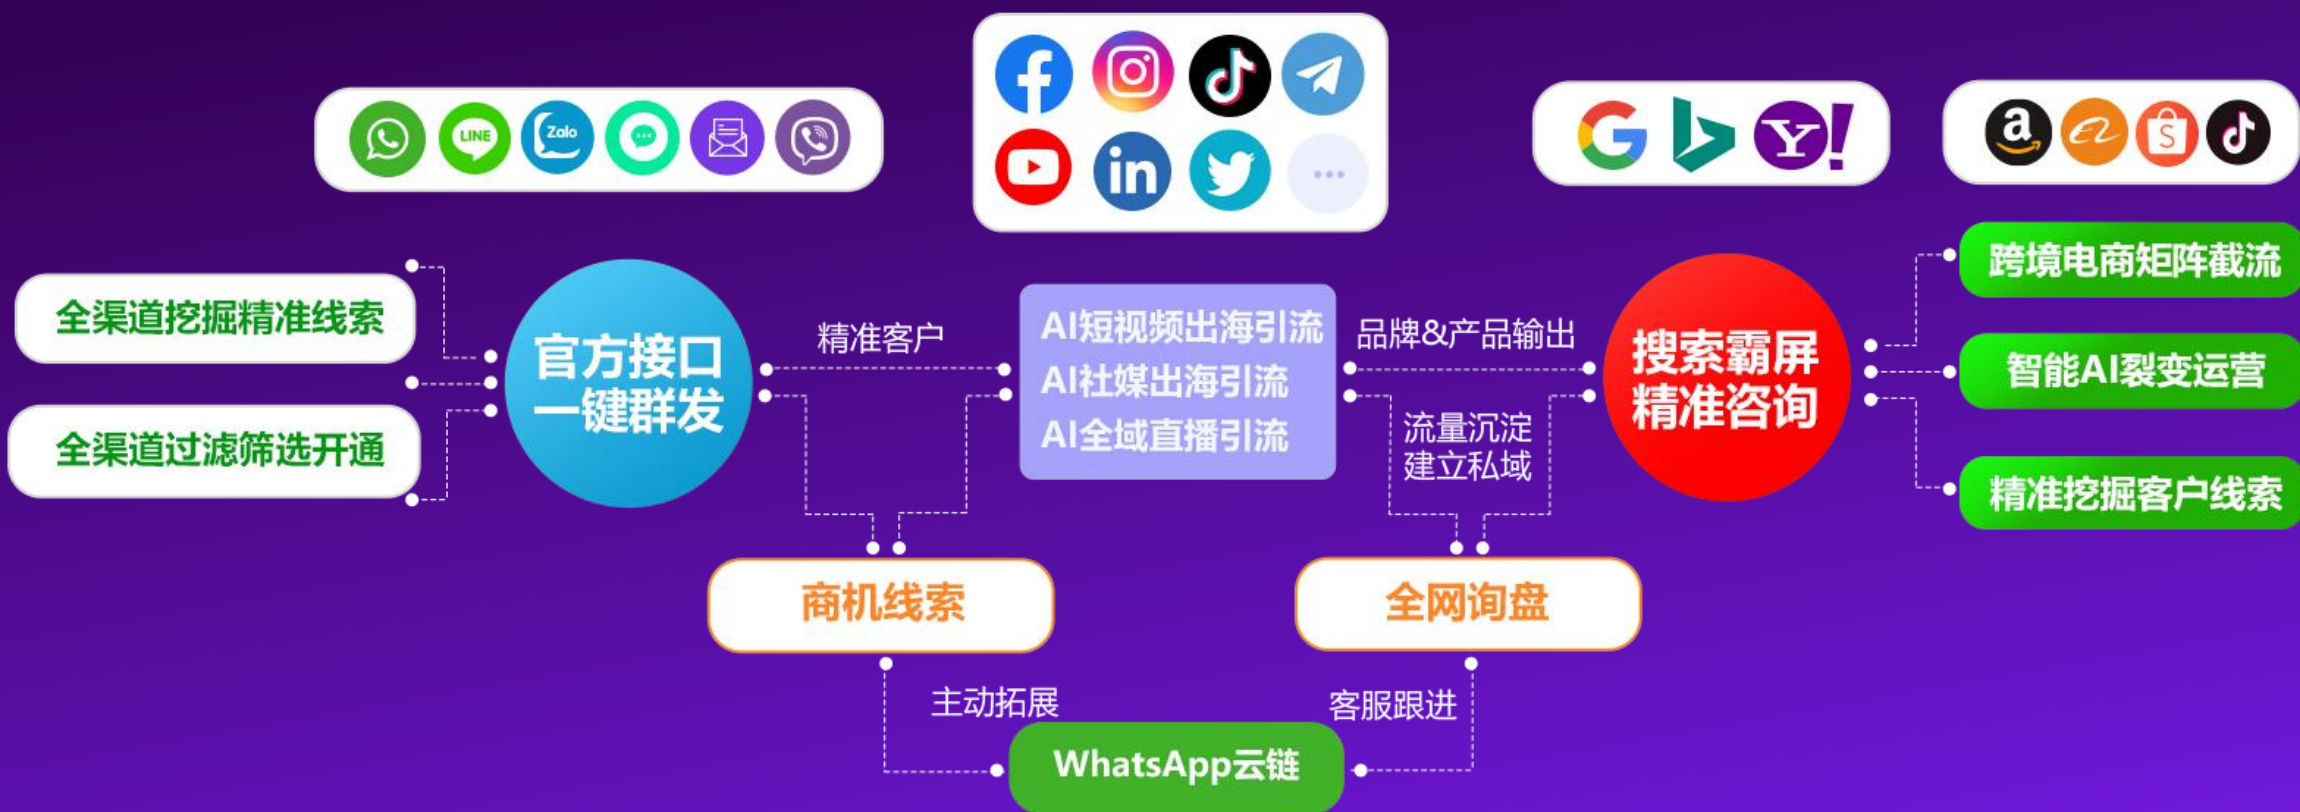 LINE
Zalo
全渠道挖掘精准线索
全渠道过滤筛选开通
官方接口
一键群发
精准客户
AI短视频出海引流
AI社媒出海引流
AI全域直播引流
品牌&产品输出
流量沉淀
建立私域
搜索霸屏
精准咨询
跨境电商矩阵截流
智能AI裂变运营
精准挖掘客户线索
商机线索
全网询盘
主动拓展
客服跟进
WhatsApp云链